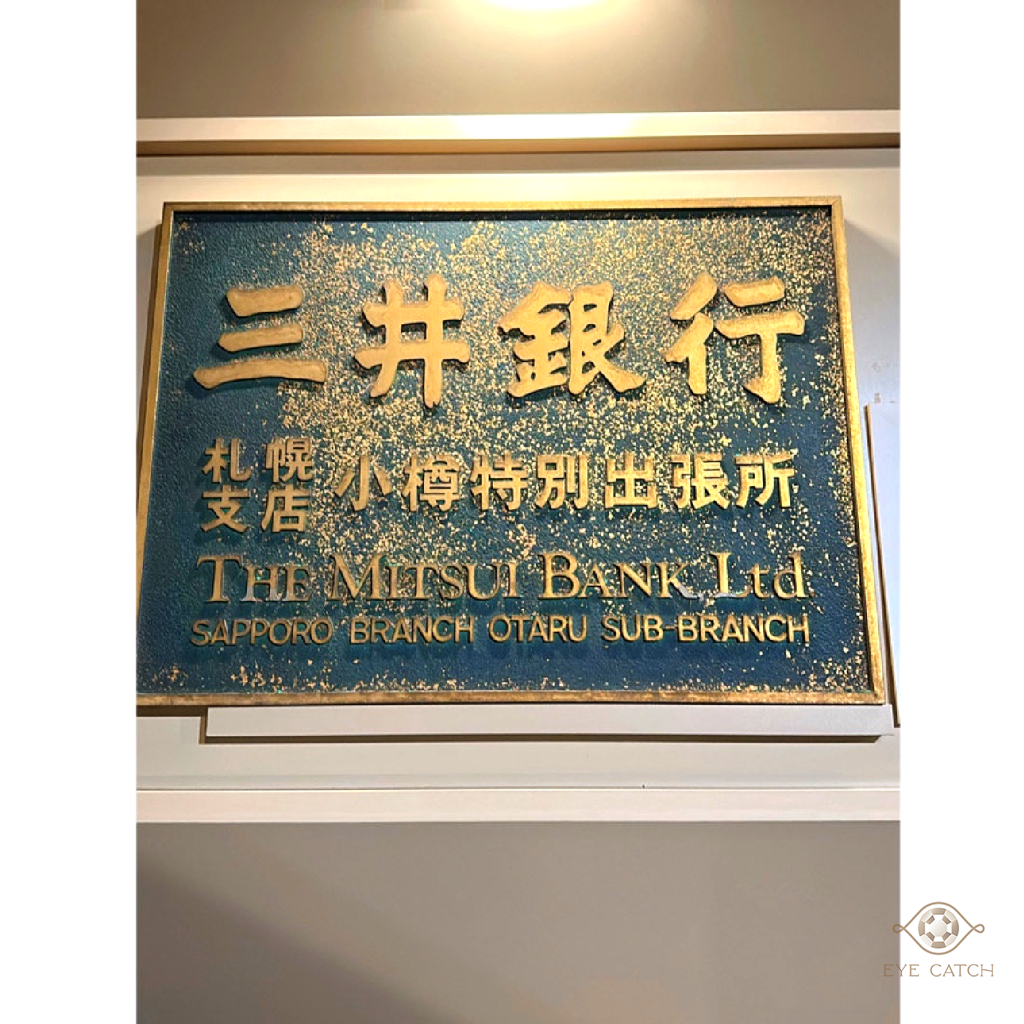 三井銀行
札幌支店 小樽特別出張所
THE MITSUI BANK Ltd
SAPPORO BRANCH OTARU SUB-BRANCH
EYE CATCH